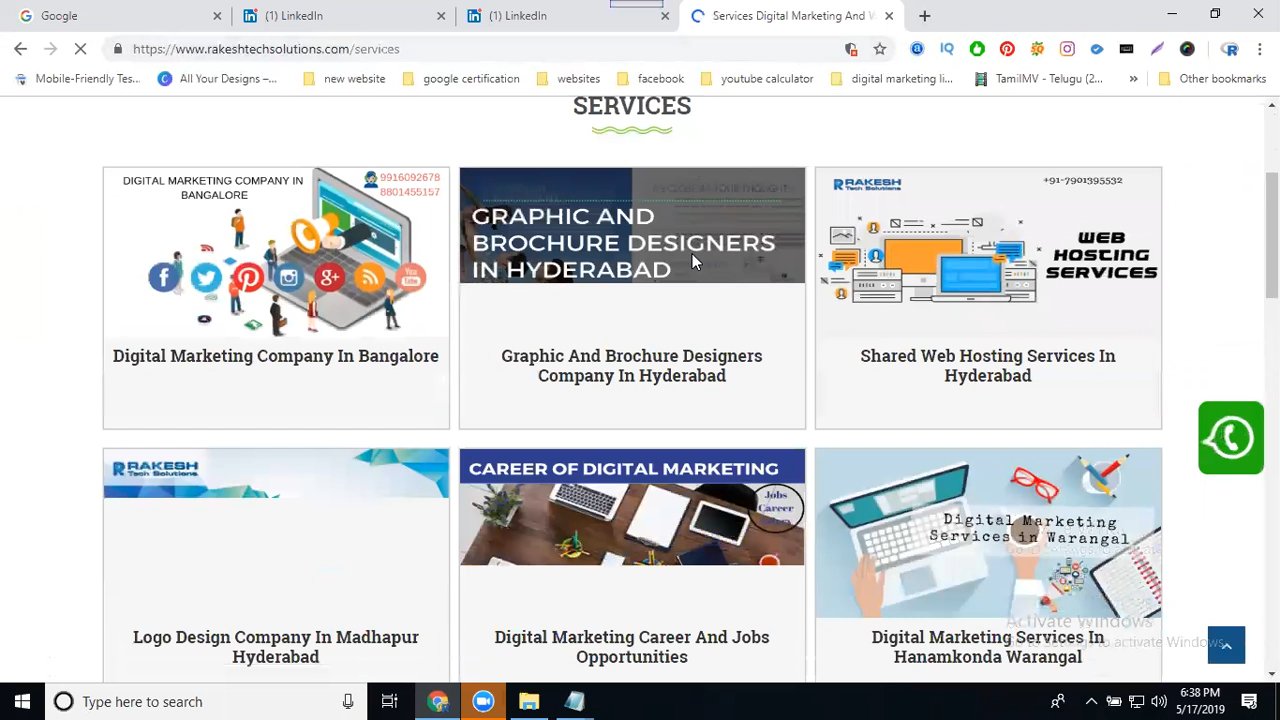 Google
(1) LinkedIn
(1) LinkedIn
Services Digital Marketing And W
https://www.rakeshtechsolutions.com/services
Mobile-Friendly Tes...
All Your Designs –...
new website
google certification
websites
facebook
youtube calculator
digital marketing li...
TamilMV - Telugu (2...
Other bookmarks
SERVICES
DIGITAL MARKETING COMPANY IN
BANGALORE
9916092678
8801455157
GRAPHIC AND
BROCHURE DESIGNERS
IN HYDERABAD
RAKESH
Tech Solutions
+91-7901395532
WEB
HOSTING
SERVICES
Digital Marketing Company In Bangalore
Graphic And Brochure Designers
Company In Hyderabad
Shared Web Hosting Services In
Hyderabad
RAKESH
Tech Solutions
CAREER OF DIGITAL MARKETING
Jobs
Career
Digital Marketing
Services in Warangal
Logo Design Company In Madhapur
Hyderabad
Digital Marketing Career And Jobs
Opportunities
Digital Marketing Services In
Hanamkonda Warangal
Activate Windows
Go to Settings to activate Windows.
Type here to search
6:38 PM
5/17/2019